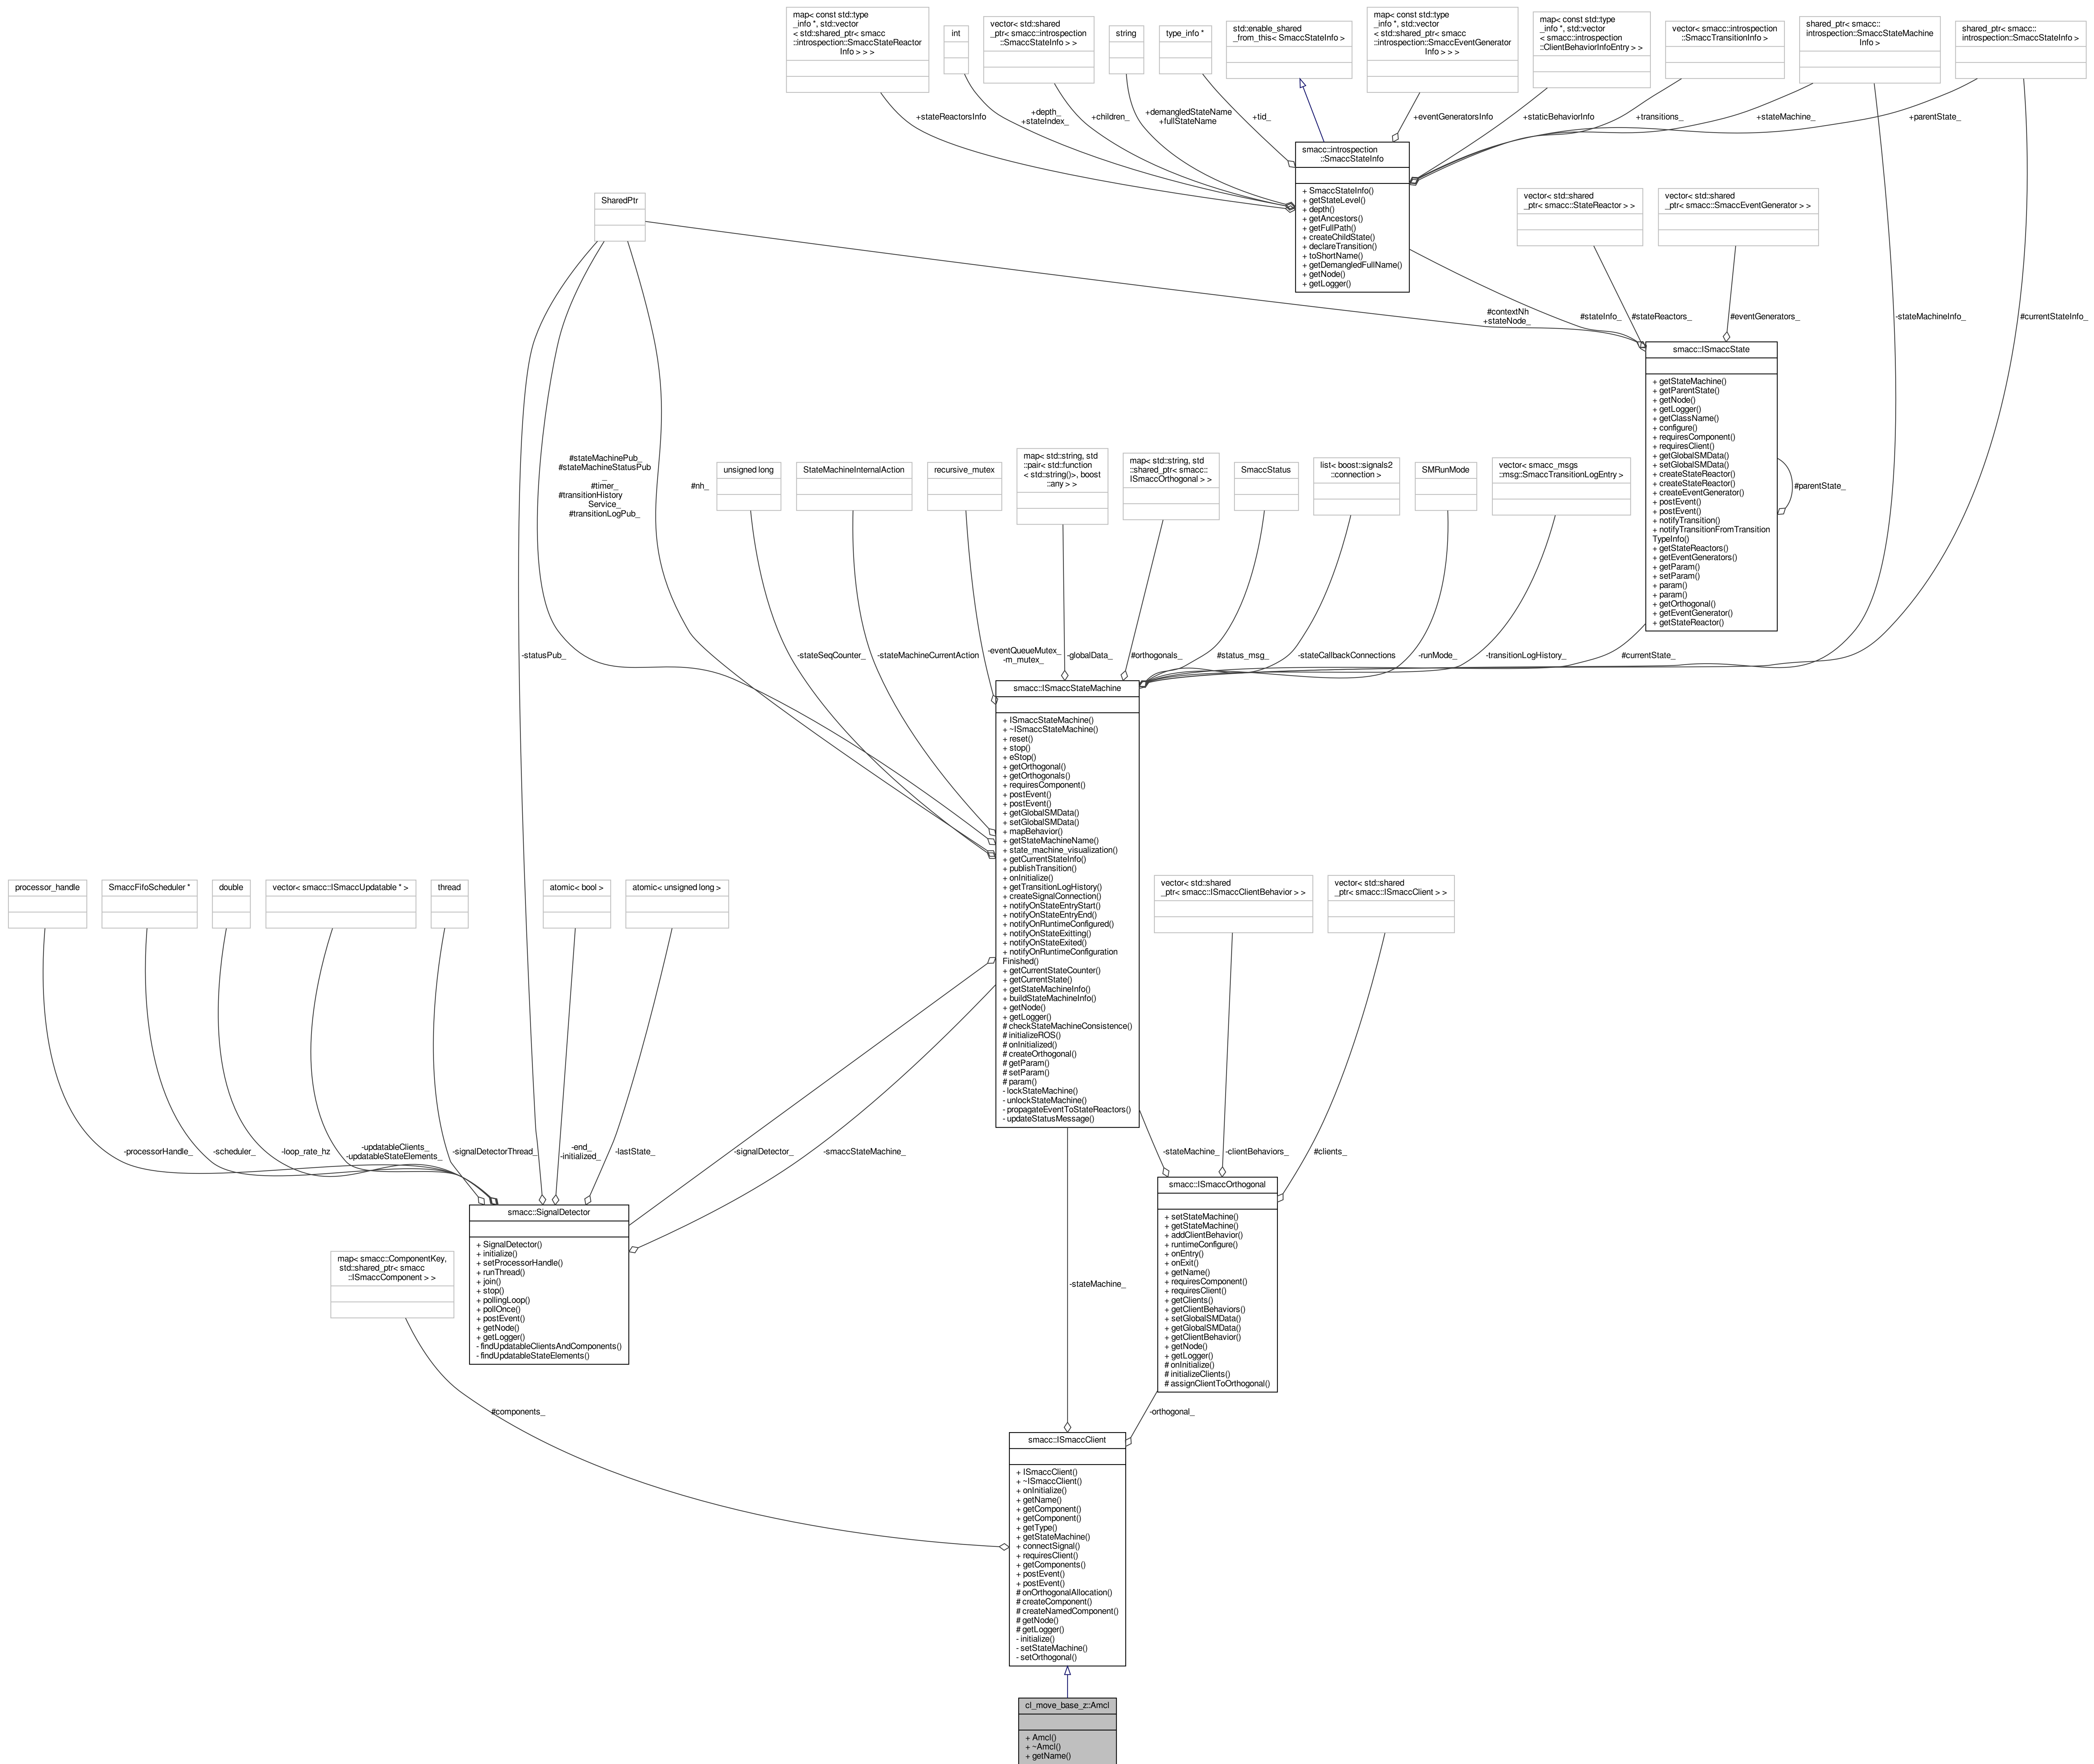 map< const std::type
_info *, std::vector
< std::shared_ptr< smacc
::introspection::SmaccStateReactor
Info > > >
int
vector< std::shared
_ptr< smacc::introspection
::SmaccStateInfo > >
string
type_info *
std::enable_shared
_from_this< SmaccStateInfo >
map< const std::type
_info *, std::vector
< std::shared_ptr< smacc
::introspection::SmaccEventGenerator
Info > > >
map< const std::type
_info *, std::vector
< smacc::introspection
::ClientBehaviorInfoEntry > >
vector< smacc::introspection
::SmaccTransitionInfo >
shared_ptr< smacc::
introspection::SmaccStateMachine
Info >
shared_ptr< smacc::
introspection::SmaccStateInfo >
+stateReactorsInfo
+depth_
+stateIndex_
+children_
+demangledStateName
+fullStateName
+tid_
+eventGeneratorsInfo
+staticBehaviorInfo
+transitions_
+stateMachine_
+parentState_
smacc::introspection
::SmaccStateInfo
+ SmaccStateInfo()
+ getStateLevel()
+ depth()
+ getAncestors()
+ getFullPath()
+ createChildState()
+ declareTransition()
+ toShortName()
+ getDemangledFullName()
+ getNode()
+ getLogger()
SharedPtr
vector< std::shared
_ptr< smacc::StateReactor > >
vector< std::shared
_ptr< smacc::SmaccEventGenerator > >
#contextNh
+stateNode_
#stateInfo_
#stateReactors_
#eventGenerators_
-stateMachineInfo_
#currentStateInfo_
smacc::ISmaccState
+ getStateMachine()
+ getParentState()
+ getNode()
+ getLogger()
+ getClassName()
+ configure()
+ requiresComponent()
+ requiresClient()
+ getGlobalSMData()
+ setGlobalSMData()
+ createStateReactor()
+ createStateReactor()
+ createEventGenerator()
+ postEvent()
+ postEvent()
+ notifyTransition()
+ notifyTransitionFromTransition
TypeInfo()
+ getStateReactors()
+ getEventGenerators()
+ getParam()
+ setParam()
+ param()
+ param()
+ getOrthogonal()
+ getEventGenerator()
+ getStateReactor()
#parentState_
#stateMachinePub_
#stateMachineStatusPub
_
#timer_
#transitionHistory
Service_
#transitionLogPub_
#nh_
unsigned long
StateMachineInternalAction
recursive_mutex
map< std::string, std
::pair< std::function
< std::string()>, boost
::any > >
map< std::string, std
::shared_ptr< smacc::
ISmaccOrthogonal > >
SmaccStatus
list< boost::signals2
::connection >
SMRunMode
vector< smacc_msgs
::msg::SmaccTransitionLogEntry >
-statusPub_
-stateSeqCounter_
-stateMachineCurrentAction
-eventQueueMutex_
-m_mutex_
-globalData_
#orthogonals_
#status_msg_
-stateCallbackConnections
-runMode_
-transitionLogHistory_
#currentState_
smacc::ISmaccStateMachine
+ ISmaccStateMachine()
+ ~ISmaccStateMachine()
+ reset()
+ stop()
+ eStop()
+ getOrthogonal()
+ getOrthogonals()
+ requiresComponent()
+ postEvent()
+ postEvent()
+ getGlobalSMData()
+ setGlobalSMData()
+ mapBehavior()
+ getStateMachineName()
+ state_machine_visualization()
+ getCurrentStateInfo()
+ publishTransition()
+ onInitialize()
+ getTransitionLogHistory()
+ createSignalConnection()
+ notifyOnStateEntryStart()
+ notifyOnStateEntryEnd()
+ notifyOnRuntimeConfigured()
+ notifyOnStateExitting()
+ notifyOnStateExited()
+ notifyOnRuntimeConfiguration
Finished()
+ getCurrentStateCounter()
+ getCurrentState()
+ getStateMachineInfo()
+ buildStateMachineInfo()
+ getNode()
+ getLogger()
# checkStateMachineConsistence()
# initializeROS()
# onInitialized()
# createOrthogonal()
# getParam()
# setParam()
# param()
- lockStateMachine()
- unlockStateMachine()
- propagateEventToStateReactors()
- updateStatusMessage()
processor_handle
SmaccFifoScheduler *
double
vector< smacc::ISmaccUpdatable * >
thread
atomic< bool >
atomic< unsigned long >
vector< std::shared
_ptr< smacc::ISmaccClientBehavior > >
vector< std::shared
_ptr< smacc::ISmaccClient > >
-processorHandle_
-scheduler_
-loop_rate_hz
-updatableClients_
-updatableStateElements_
-signalDetectorThread_
-end_
-initialized_
-lastState_
-signalDetector_
-smaccStateMachine_
-stateMachine_
-clientBehaviors_
#clients_
smacc::SignalDetector
+ SignalDetector()
+ initialize()
+ setProcessorHandle()
+ runThread()
+ join()
+ stop()
+ pollingLoop()
+ pollOnce()
+ postEvent()
+ getNode()
+ getLogger()
- findUpdatableClientsAndComponents()
- findUpdatableStateElements()
smacc::ISmaccOrthogonal
+ setStateMachine()
+ getStateMachine()
+ addClientBehavior()
+ runtimeConfigure()
+ onEntry()
+ onExit()
+ getName()
+ requiresComponent()
+ requiresClient()
+ getClients()
+ getClientBehaviors()
+ setGlobalSMData()
+ getGlobalSMData()
+ getClientBehavior()
+ getNode()
+ getLogger()
# onInitialize()
# initializeClients()
# assignClientToOrthogonal()
map< smacc::ComponentKey,
std::shared_ptr< smacc
::ISmaccComponent > >
-stateMachine_
#components_
-orthogonal_
smacc::ISmaccClient
+ ISmaccClient()
+ ~ISmaccClient()
+ onInitialize()
+ getName()
+ getComponent()
+ getComponent()
+ getType()
+ getStateMachine()
+ connectSignal()
+ requiresClient()
+ getComponents()
+ postEvent()
+ postEvent()
# onOrthogonalAllocation()
# createComponent()
# createNamedComponent()
# getNode()
# getLogger()
- initialize()
- setStateMachine()
- setOrthogonal()
cl_move_base_z::Amcl
+ Amcl()
+ ~Amcl()
+ getName()